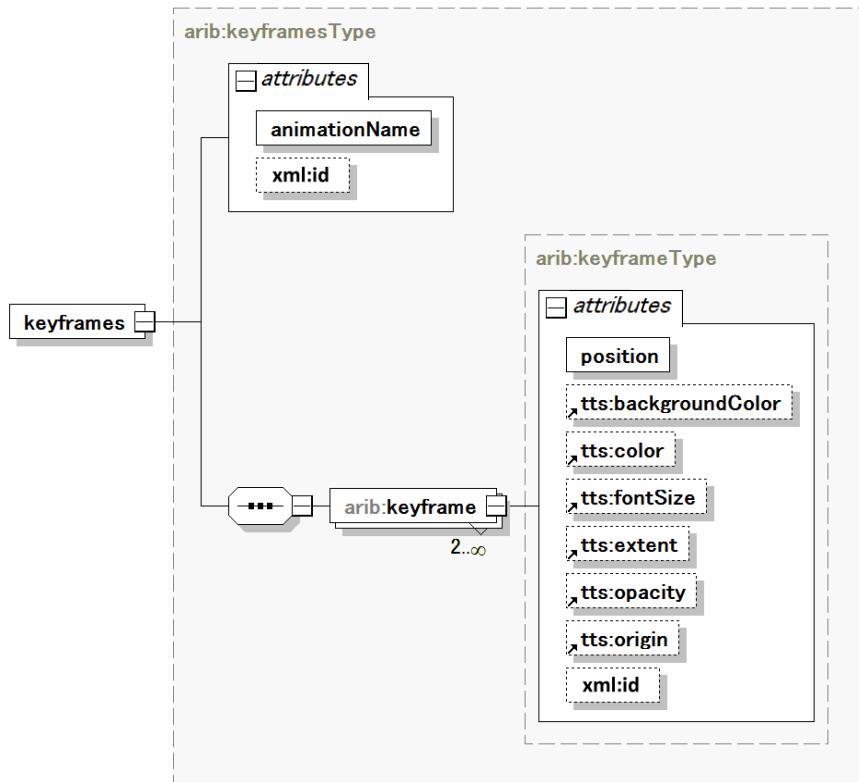 arib:keyframesType
attributes
animationName
xml:id
arib:keyframeType
attributes
keyframes
position
tts:backgroundColor
tts:color
arib:keyframe
tts:fontSize
2..∞
tts:extent
tts:opacity
tts:origin
xml:id